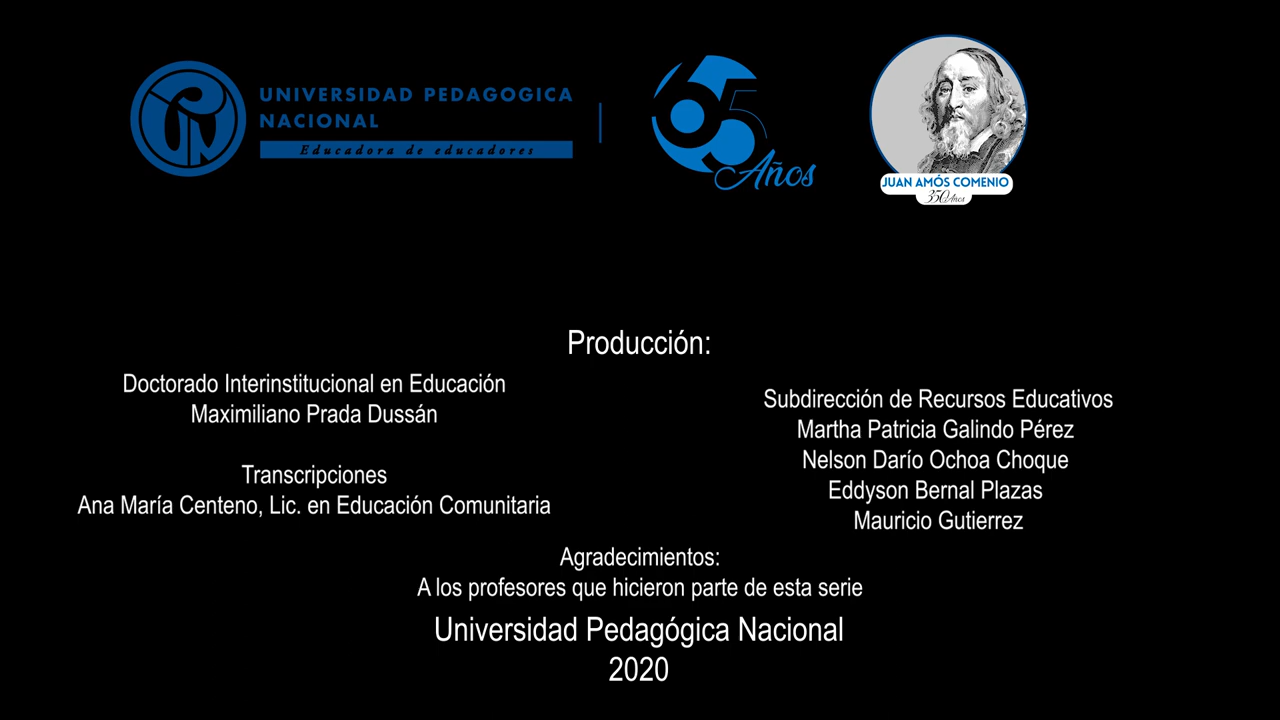 UNIVERSIDAD PEDAGOGICA
NACIONAL
Educadora de educadores
65
Años
JUAN AMÓS COMENIO
350 Años
Producción:
Doctorado Interinstitucional en Educación
Maximiliano Prada Dussán
Transcripciones
Ana María Centeno, Lic. en Educación Comunitaria
Subdirección de Recursos Educativos
Martha Patricia Galindo Pérez
Nelson Darío Ochoa Choque
Eddyson Bernal Plazas
Mauricio Gutierrez
Agradecimientos:
A los profesores que hicieron parte de esta serie
Universidad Pedagógica Nacional
2020